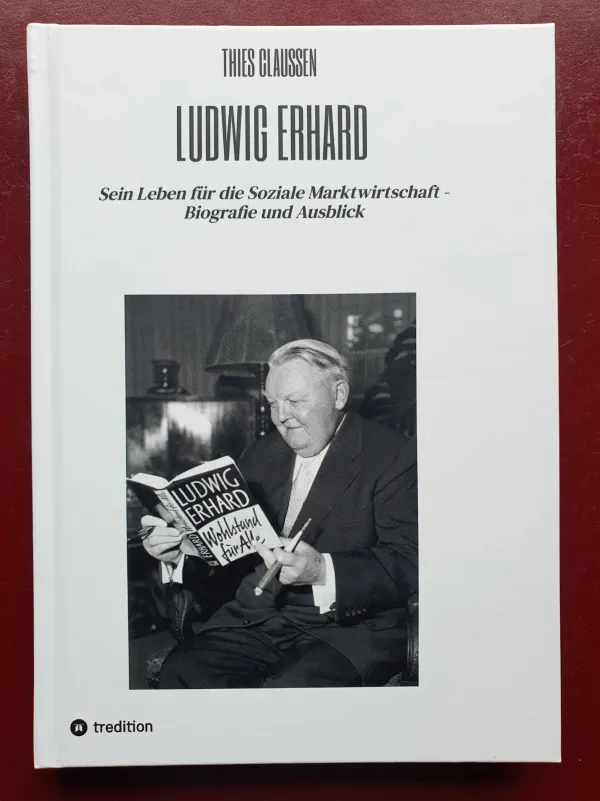 THIES CLAUSSEN
LUDWIG ERHARD
Sein Leben für die Soziale Marktwirtschaft -
Biografie und Ausblick
LUDWIG
ERHARD
Wohlstand
für Alle
ERHARD
tredition